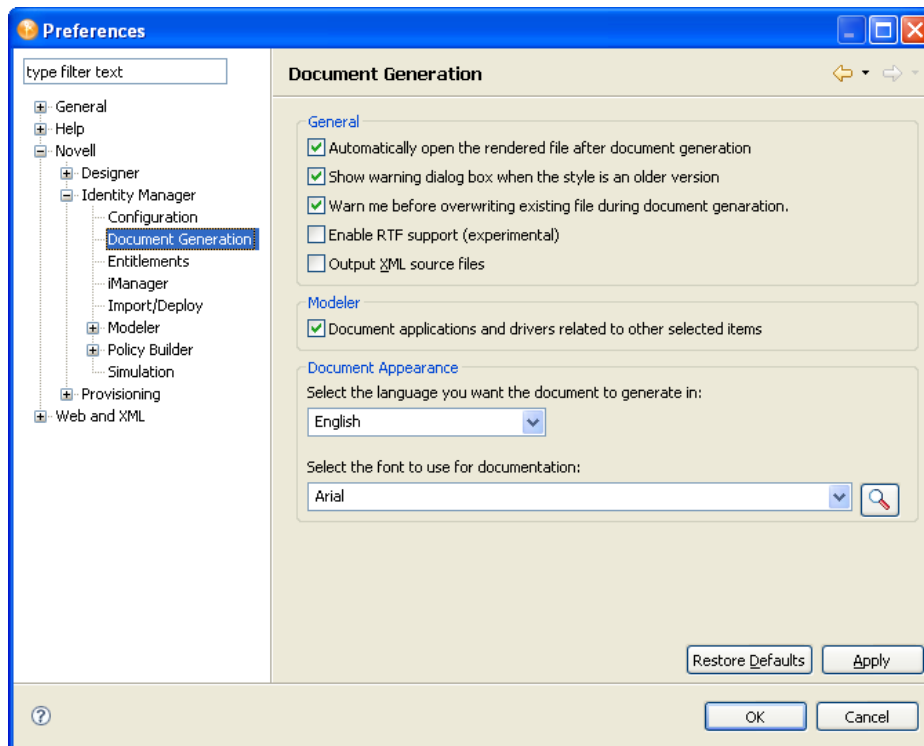 Preferences
type filter text
Document Generation
General
Help
Novell
Designer
Identity Manager
Configuration
Document Generation
Entitlements
iManager
Import/Deploy
Modeler
Policy Builder
Simulation
Provisioning
Web and XML
General
Automatically open the rendered file after document generation
Show warning dialog box when the style is an older version
Warn me before overwriting existing file during document genaration.
Enable RTF support (experimental)
Output XML source files
Modeler
Document applications and drivers related to other selected items
Document Appearance
Select the language you want the document to generate in:
English
Select the font to use for documentation:
Arial
Restore Defaults
Apply
?
OK
Cancel